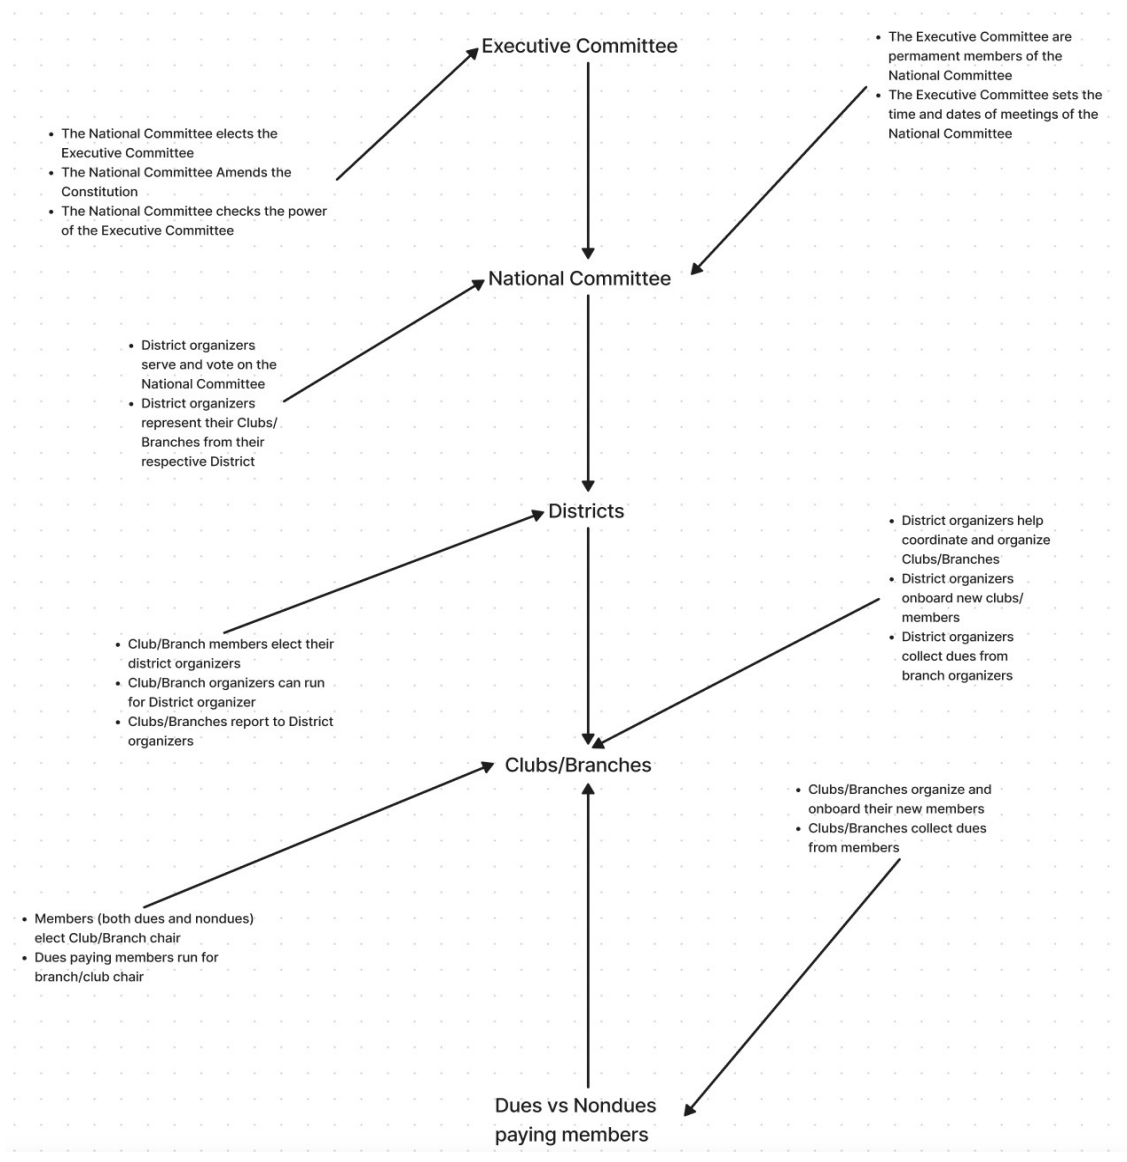 Executive Committee
• The Executive Committee are
permament members of the
National Committee
• The Executive Committee sets the
time and dates of meetings of the
National Committee
• The National Committee elects the
Executive Committee
• The National Committee Amends the
Constitution
• The National Committee checks the power
of the Executive Committee
National Committee
• District organizers
serve and vote on the
National Committee
• District organizers
represent their Clubs/
Branches from their
respective District
Districts
• District organizers help
coordinate and organize
Clubs/Branches
• District organizers
onboard new clubs/
members
• District organizers
collect dues from
branch organizers
• Club/Branch members elect their
district organizers
• Club/Branch organizers can run
for District organizer
• Clubs/Branches report to District
organizers
Clubs/Branches
• Clubs/Branches organize and
onboard their new members
• Clubs/Branches collect dues
from members
• Members (both dues and nondues)
elect Club/Branch chair
• Dues paying members run for
branch/club chair
Dues vs Nondues
paying members